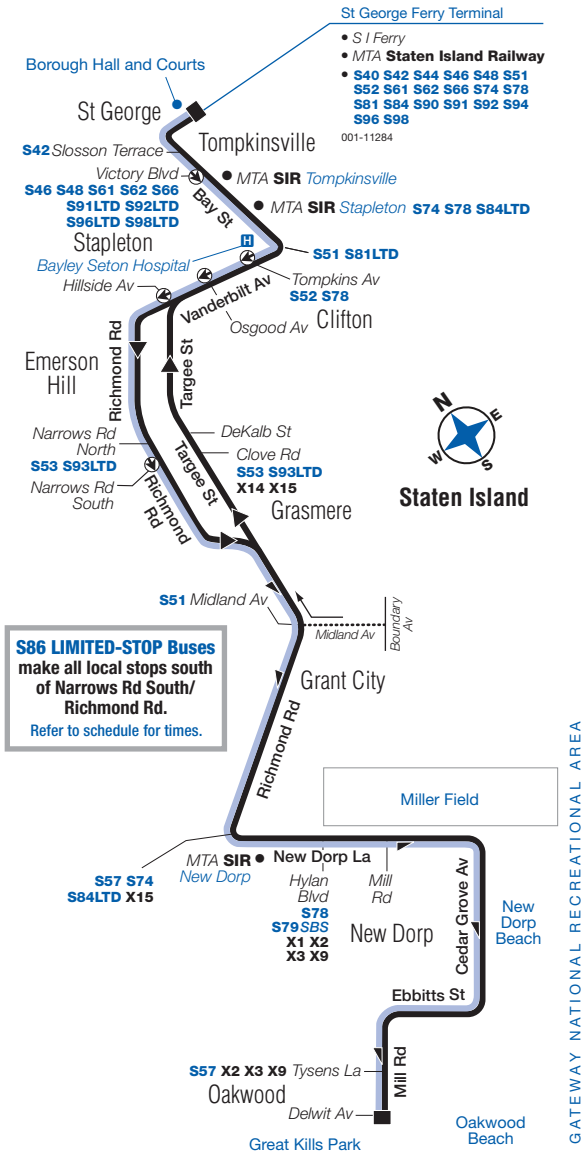 St George Ferry Terminal
• S I Ferry
• MTA Staten Island Railway
• S40 S42 S44 S46 S48 S51
S52 S61 S62 S66 S74 S78
S81 S84 S90 S91 S92 S94
S96 S98
001-11284
Borough Hall and Courts
St George
Tompkinsville
S42 Slosson Terrace
Victory Blvd
S46 S48 S61 S62 S66
S91LTD S92LTD
S96LTD S98LTD
Bay St
MTA SIR Tompkinsville
MTA SIR Stapleton S74 S78 S84LTD
Stapleton
H
Bayley Seton Hospital
S51 S81LTD
Hillside Av
Vanderbilt Av
Tompkins Av
S52 S78
Osgood Av
Clifton
Richmond Rd
Targee St
Emerson
Hill
N
E
W
S
Staten Island
Narrows Rd
North
S53 S93LTD
Narrows Rd
South
Richmond
Rd
Targee St
DeKalb St
Clove Rd
S53 S93LTD
X14 X15
Grasmere
S51 Midland Av
Midland Av
Boundary
Av
S86 LIMITED-STOP Buses
make all local stops south
of Narrows Rd South/
Richmond Rd.
Refer to schedule for times.
Grant City
Richmond Rd
Miller Field
GATEWAY NATIONAL RECREATIONAL AREA
S57 S74
S84LTD X15
MTA SIR
New Dorp
New Dorp La
Hylan
Blvd
S78
S79SBS
X1 X2
X3 X9
Mill
Rd
New Dorp
Cedar Grove Av
New
Dorp
Beach
Ebbitts St
Mill Rd
S57 X2 X3 X9 Tysens La
Oakwood
Delwit Av
Oakwood
Beach
Great Kills Park